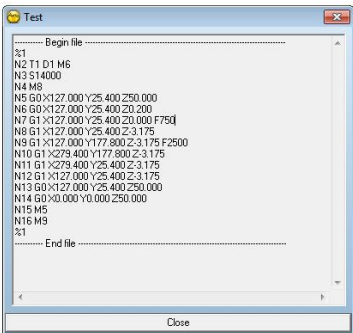 Test
---------- Begin file ----------------------------------------------------------------------
%1
N2 T1 D1 M6
N3 S14000
N4 M8
N5 G0 X127.000 Y25.400 Z50.000
N6 G0 X127.000 Y25.400 Z0.200
N7 G1 X127.000 Y25.400 Z0.000 F750
N8 G1 X127.000 Y25.400 Z-3.175
N9 G1 X127.000 Y177.800 Z-3.175 F2500
N10 G1 X279.400 Y177.800 Z-3.175
N11 G1 X279.400 Y25.400 Z-3.175
N12 G1 X127.000 Y25.400 Z-3.175
N13 G0 X127.000 Y25.400 Z50.000
N14 G0 X0.000 Y0.000 Z50.000
N15 M5
N16 M9
%1
---------- End file ------------------------------------------------------------------------
Close